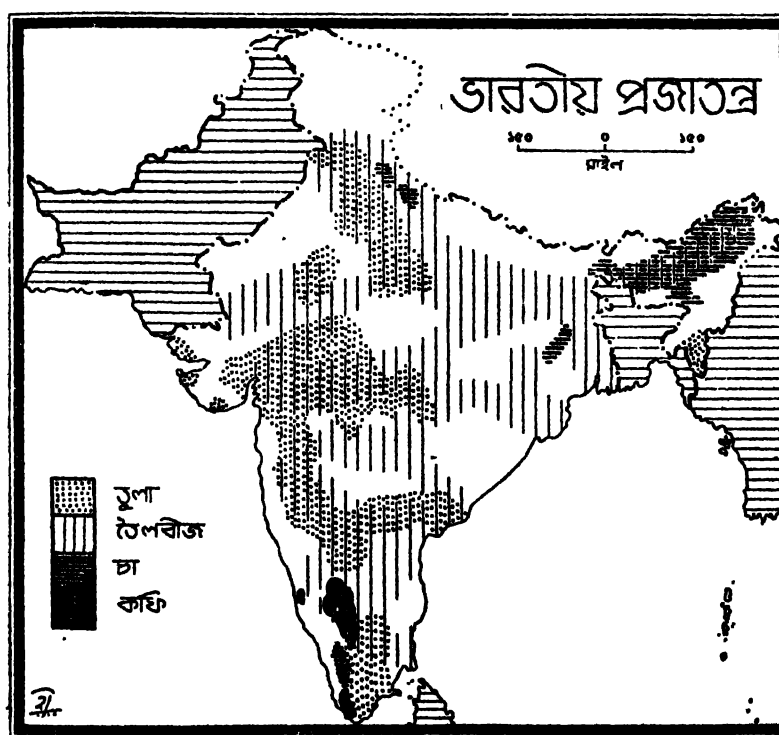 ভারতীয় প্রজাতন্ত্র
১৫০ ০ ১৫০
মাইল
তুলা
তৈলবীজ
চা
কফি